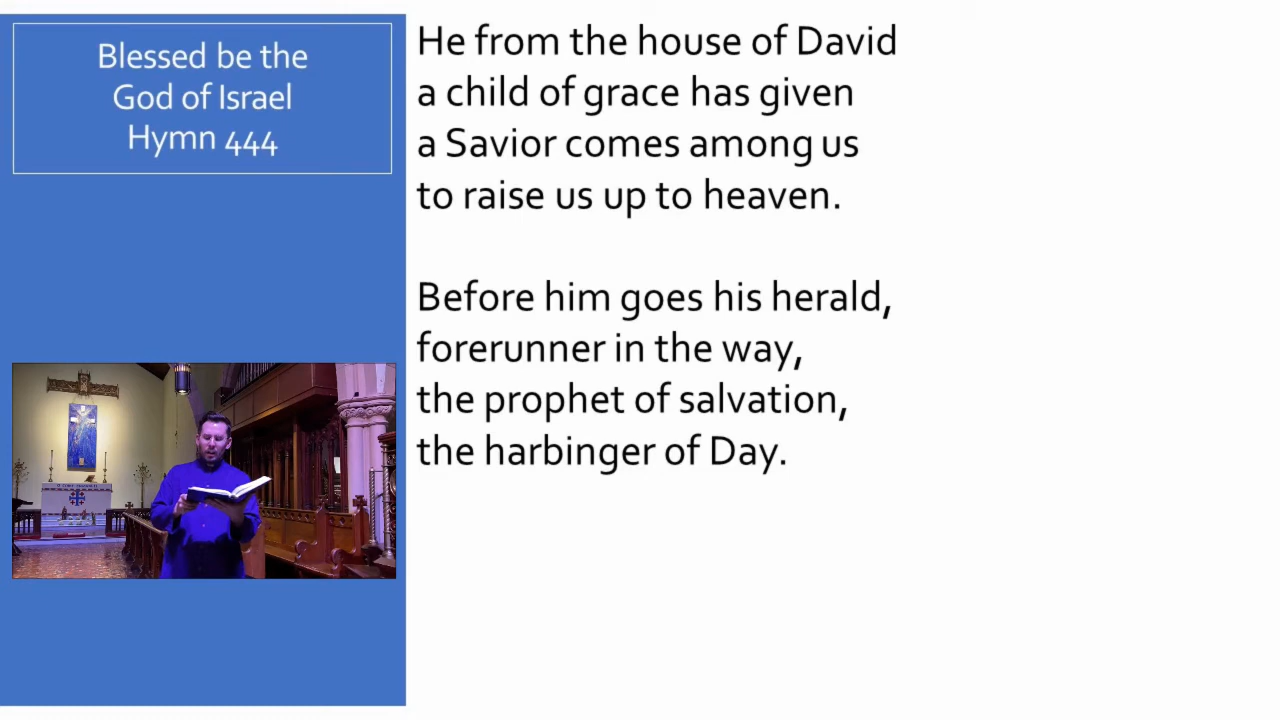 Blessed be the
God of Israel
Hymn 444
He from the house of David
a child of grace has given
a Savior comes among us
to raise us up to heaven.
Before him goes his herald,
forerunner in the way,
the prophet of salvation,
the harbinger of Day.